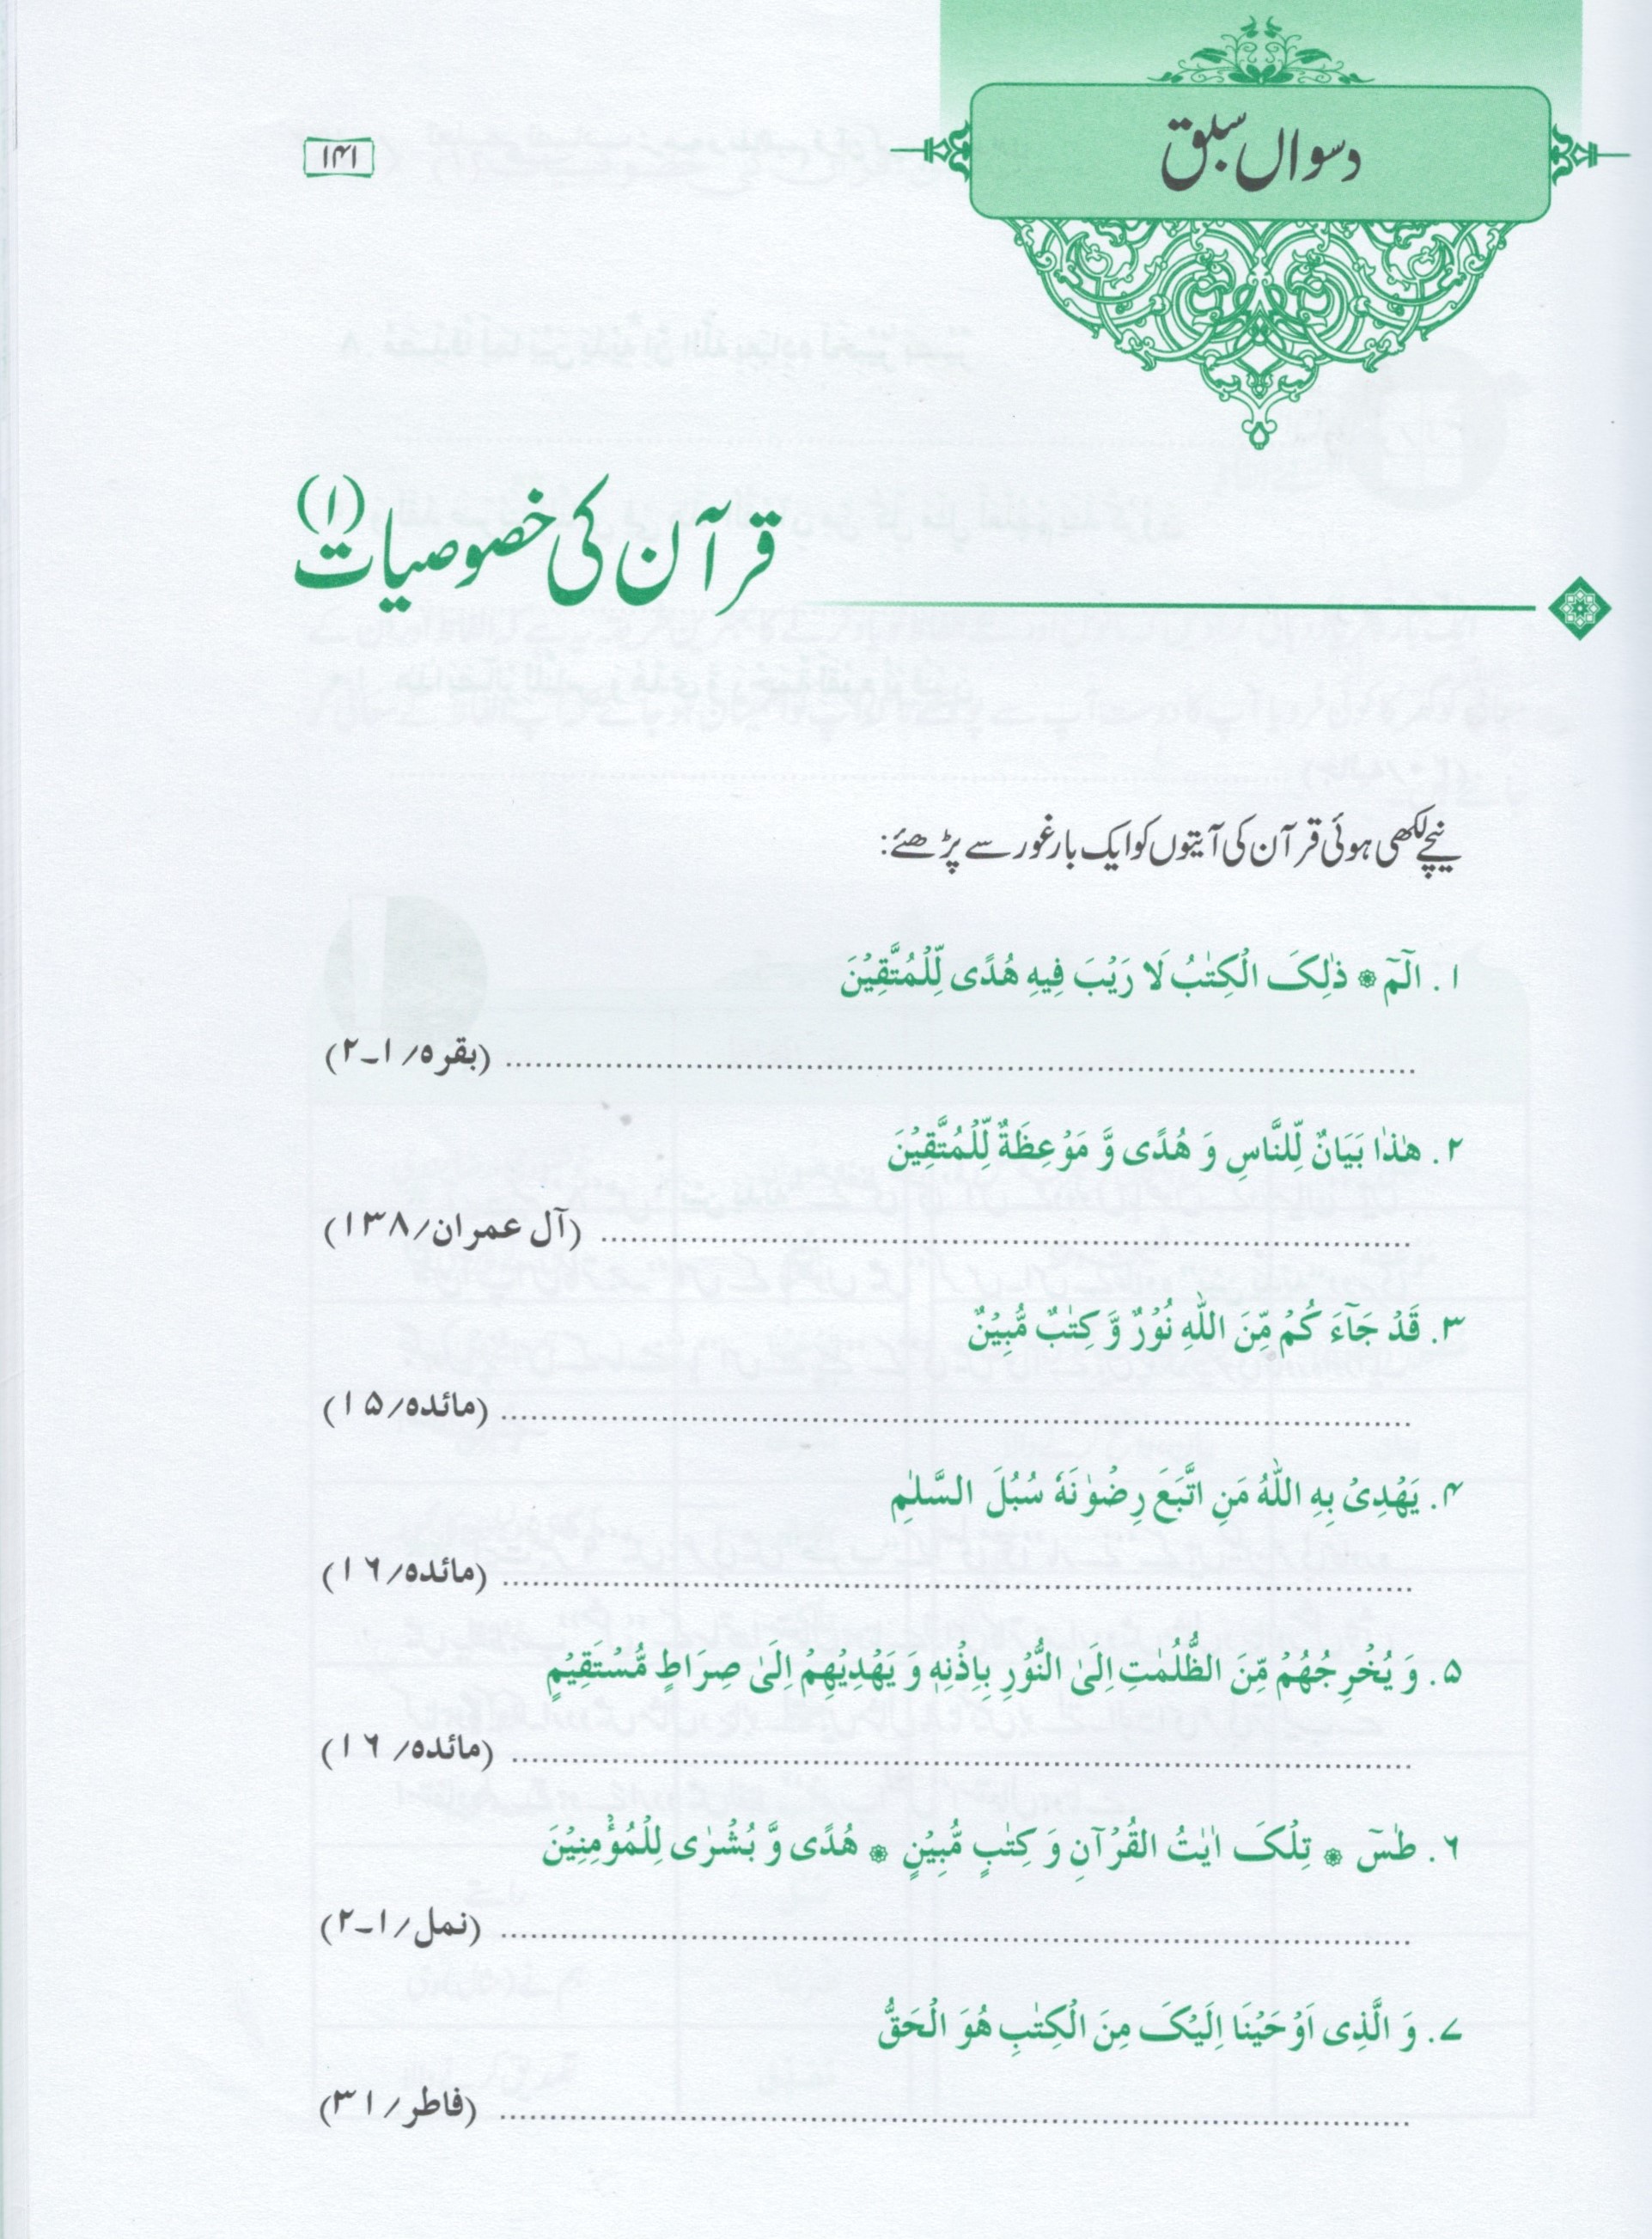 دسواں سبق
۱۴۱
قرآن کی خصوصیات (۱)
نیچے لکھی ہوئی قرآن کی آیتوں کو ایک بار غور سے پڑھئے:
۱. الٓمٓ * ذٰلِکَ الْکِتٰبُ لَا رَیْبَ فِیهِ هُدًی لِّلْمُتَّقِیْنَ
........................ (بقرہ/۱-۲)
۲. هٰذٰا بَیَانٌ لِّلنَّاسِ وَ هُدًی وَّ مَوْعِظَةٌ لِّلْمُتَّقِیْنَ
........................ (آل عمران/۱۳۸)
۳. قَدْ جَآءَ کُمْ مِّنَ اللّٰهِ نُوْرٌ وَّ کِتٰبٌ مُّبِیْنٌ
........................ (مائدہ/۱۵)
۴. یَهْدِیْ بِهِ اللّٰهُ مَنِ اتَّبَعَ رِضْوٰنَهٗ سُبُلَ السَّلٰمِ
........................ (مائدہ/۱۶)
۵. وَ یُخْرِجُهُمْ مِّنَ الظُّلُمٰتِ اِلَی النُّوْرِ بِاِذْنِهٖ وَ یَهْدِیْهِمْ اِلَیٰ صِرَاطٍ مُّسْتَقِیْمٍ
........................ (مائدہ/۱۶)
۶. طٰسٓ * تِلْکَ اٰیٰتُ الْقُرْآنِ وَ کِتٰبٍ مُّبِیْنٍ * هُدًی وَّ بُشْرٰی لِلْمُؤْمِنِیْنَ
........................ (نمل/۱-۲)
۷. وَ الَّذِی اَوْحَیْنَا اِلَیْکَ مِنَ الْکِتٰبِ هُوَ الْحَقُّ
........................ (فاطر/۳۱)